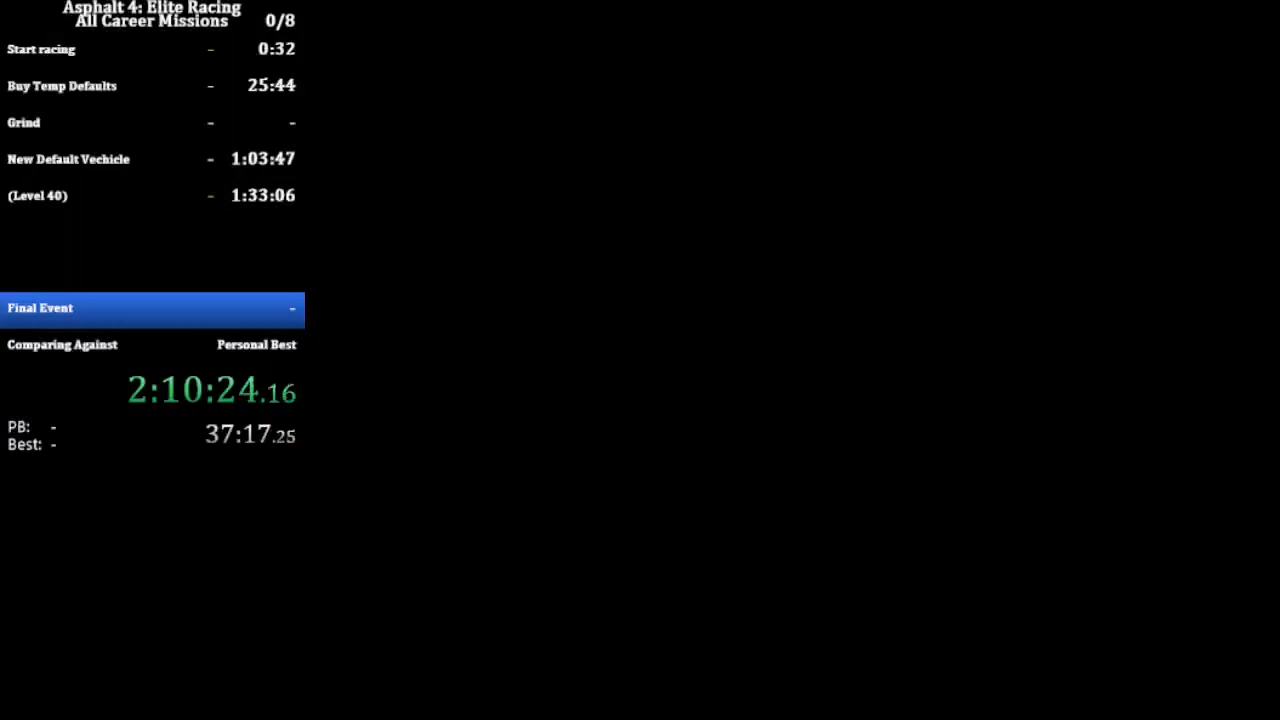 Asphalt 4: Elite Racing
All Career Missions 0/8
Start racing - 0:32
Buy Temp Defaults - 25:44
Grind - -
New Default Vechicle - 1:03:47
(Level 40) - 1:33:06
Final Event -
Comparing Against Personal Best
2:10:24.16
PB: - 37:17.25
Best: -